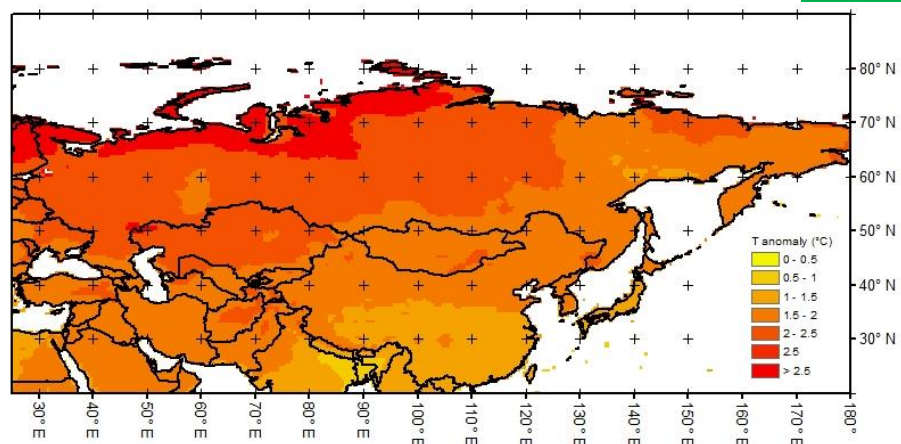 80° N
70° N
60° N
50° N
40° N
30° N
T anomaly (°C)
0 - 0.5
0.5 - 1
1- 1.5
1.5 - 2
2 - 2.5
2.5
> 2.5
30° E
40° E
50° E
60° E
70° E
80° E
90° E
100° E
110° E
120° E
130° E
140° E
150° E
160° E
170° E
180°